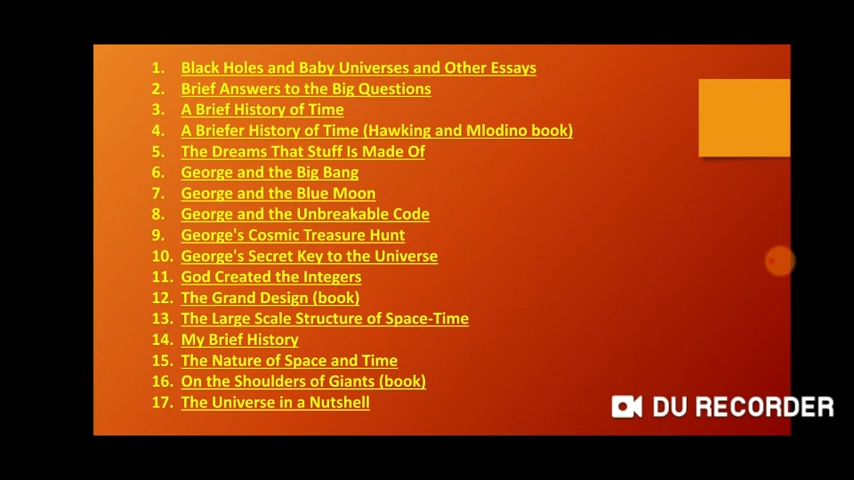 1. Black Holes and Baby Universes and Other Essays
2. Brief Answers to the Big Questions
3. A Brief History of Time
4. A Briefer History of Time (Hawking and Mlodino book)
5. The Dreams That Stuff Is Made Of
6. George and the Big Bang
7. George and the Blue Moon
8. George and the Unbreakable Code
9. George's Cosmic Treasure Hunt
10. George's Secret Key to the Universe
11. God Created the Integers
12. The Grand Design (book)
13. The Large Scale Structure of Space-Time
14. My Brief History
15. The Nature of Space and Time
16. On the Shoulders of Giants (book)
17. The Universe in a Nutshell
DU RECORDER